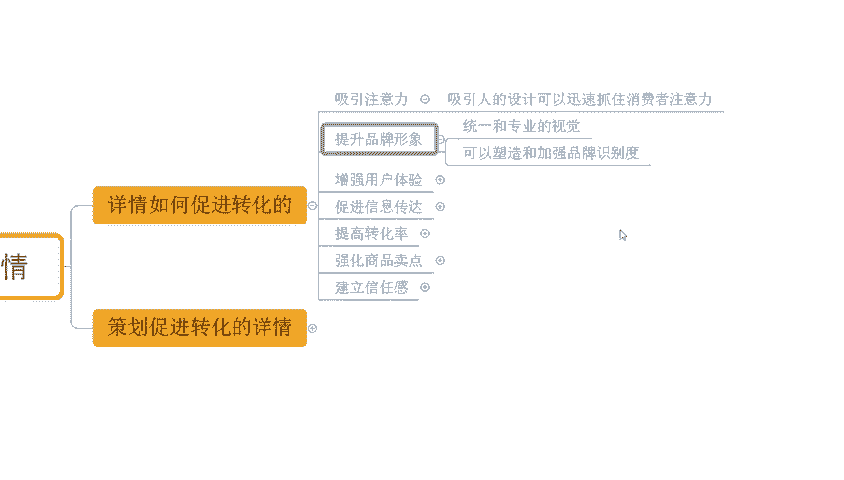 情
详情如何促进转化的
吸引注意力
吸引人的设计可以迅速抓住消费者注意力
提升品牌形象
统一和专业的视觉
可以塑造和加强品牌识别度
增强用户体验
促进信息传达
提高转化率
强化商品卖点
建立信任感
策划促进转化的详情